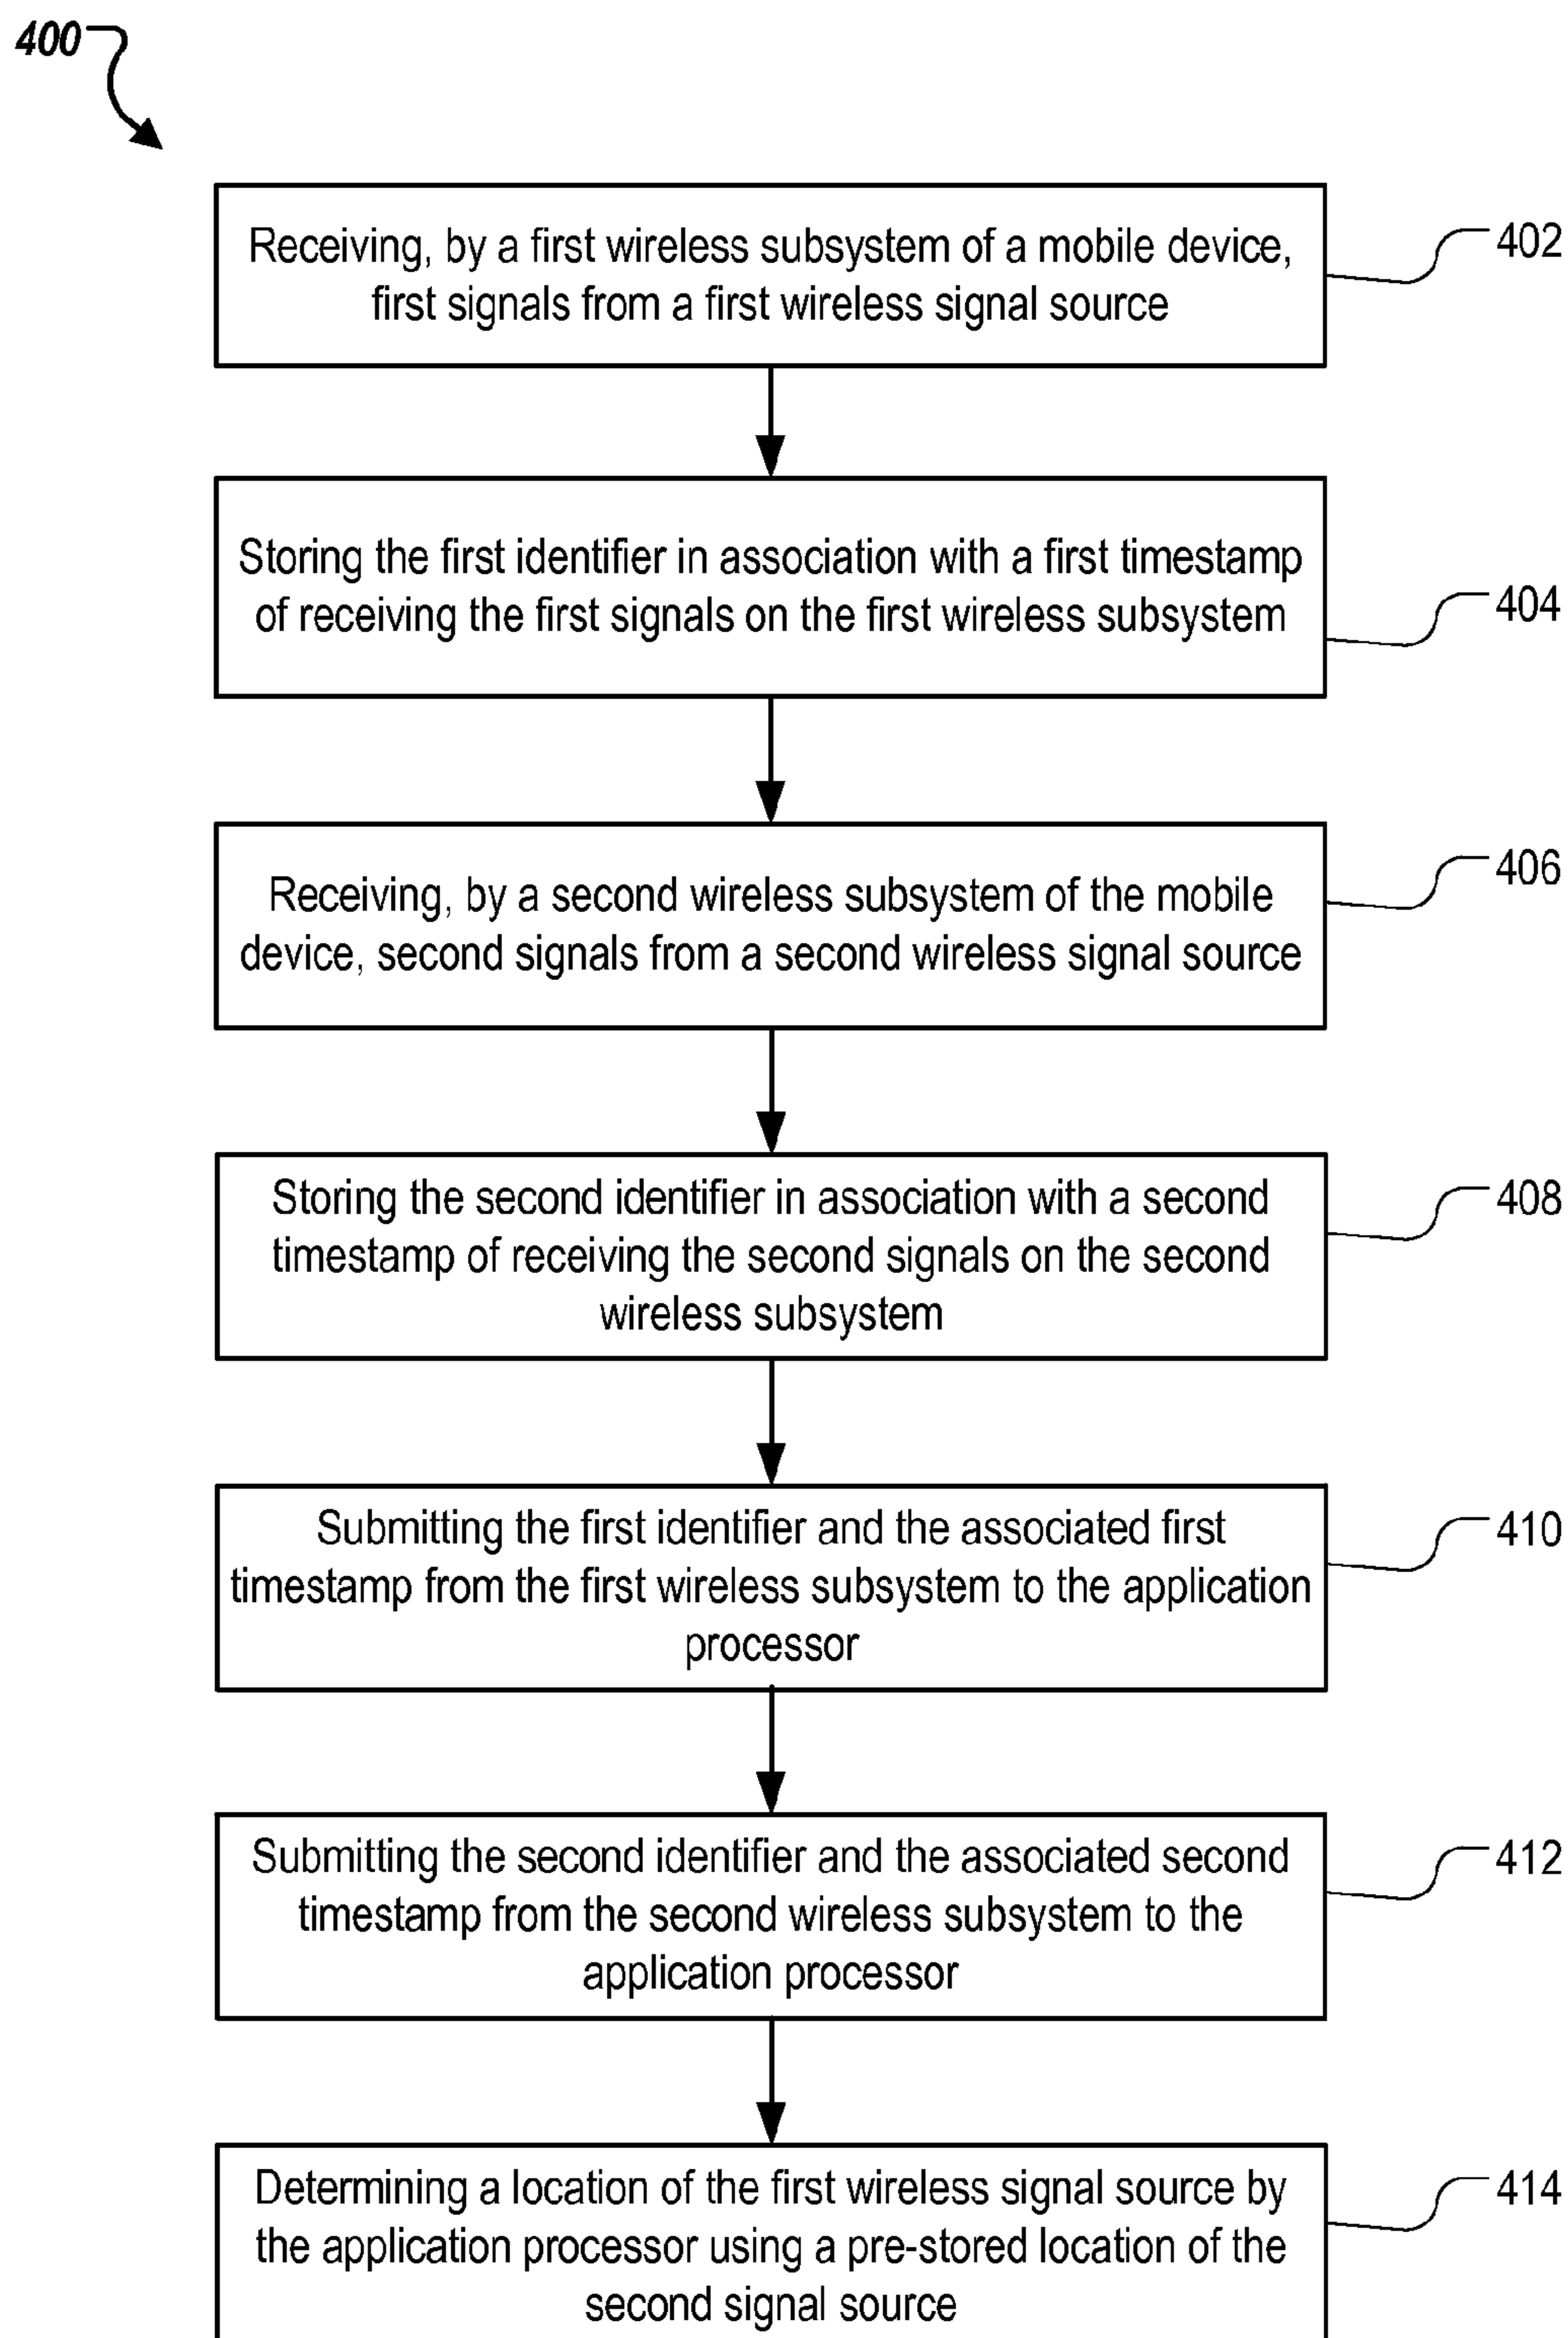 400
Receiving, by a first wireless subsystem of a mobile device,
first signals from a first wireless signal source
402
Storing the first identifier in association with a first timestamp
of receiving the first signals on the first wireless subsystem
404
Receiving, by a second wireless subsystem of the mobile
device, second signals from a second wireless signal source
406
Storing the second identifier in association with a second
timestamp of receiving the second signals on the second
wireless subsystem
408
Submitting the first identifier and the associated first
timestamp from the first wireless subsystem to the application
processor
410
Submitting the second identifier and the associated second
timestamp from the second wireless subsystem to the
application processor
412
Determining a location of the first wireless signal source by
the application processor using a pre-stored location of the
second signal source
414